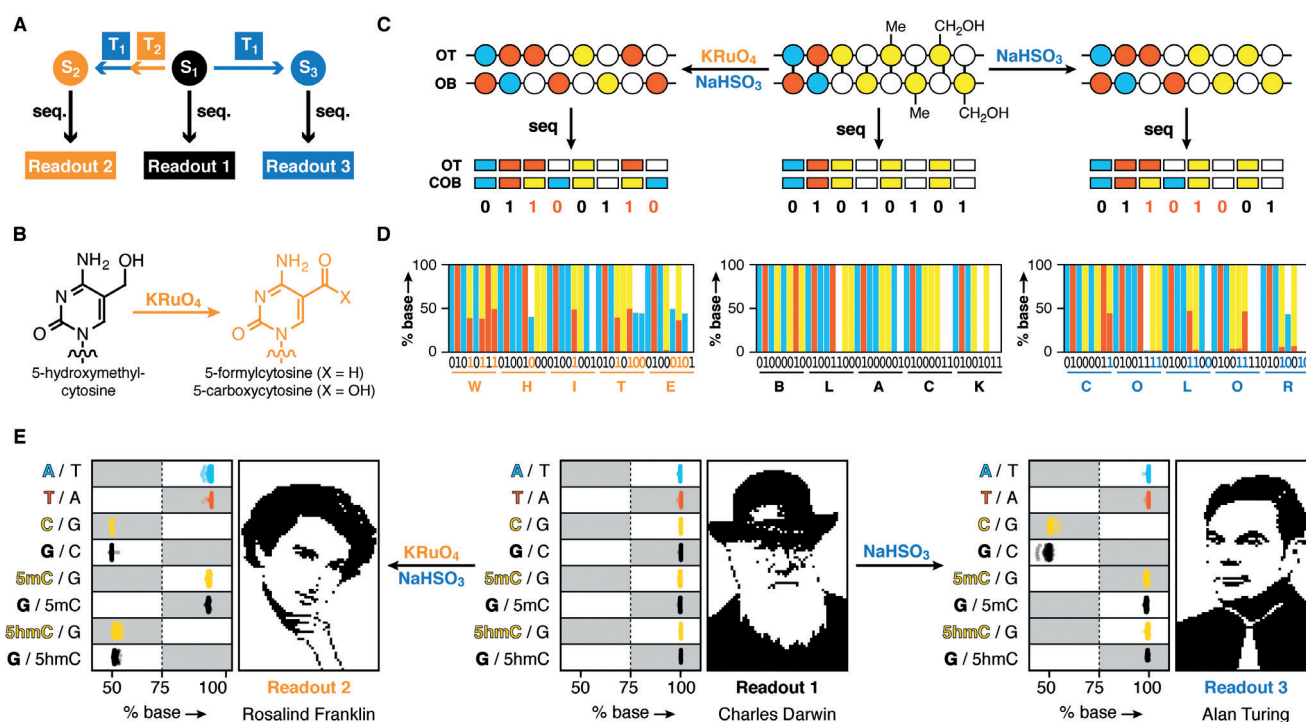 A
S₂ T₁ T₂ S₁ T₁ S₃
seq. seq. seq.
Readout 2 Readout 1 Readout 3
B
NH₂ OH
N
O N
KRuO₄
NH₂ O
N X
O N
5-hydroxymethyl-
cytosine
5-formylcytosine (X = H)
5-carboxycytosine (X = OH)
C
OT
OB
KRuO₄
NaHSO₃
Me CH₂OH
Me CH₂OH
NaHSO₃
seq seq seq
OT
COB
0 1 1 0 0 1 1 0
0 1 0 1 0 1 0 1
0 1 1 0 1 0 0 1
D
% base →
100
50
0
W H I T E
% base →
100
50
0
B L A C K
% base →
100
50
0
C O L O R
E
A / T
T / A
C / G
G / C
5mC / G
G / 5mC
5hmC / G
G / 5hmC
50 75 100
% base →
Readout 2
Rosalind Franklin
KRuO₄
NaHSO₃
A / T
T / A
C / G
G / C
5mC / G
G / 5mC
5hmC / G
G / 5hmC
50 75 100
% base →
Readout 1
Charles Darwin
NaHSO₃
A / T
T / A
C / G
G / C
5mC / G
G / 5mC
5hmC / G
G / 5hmC
50 75 100
% base →
Readout 3
Alan Turing